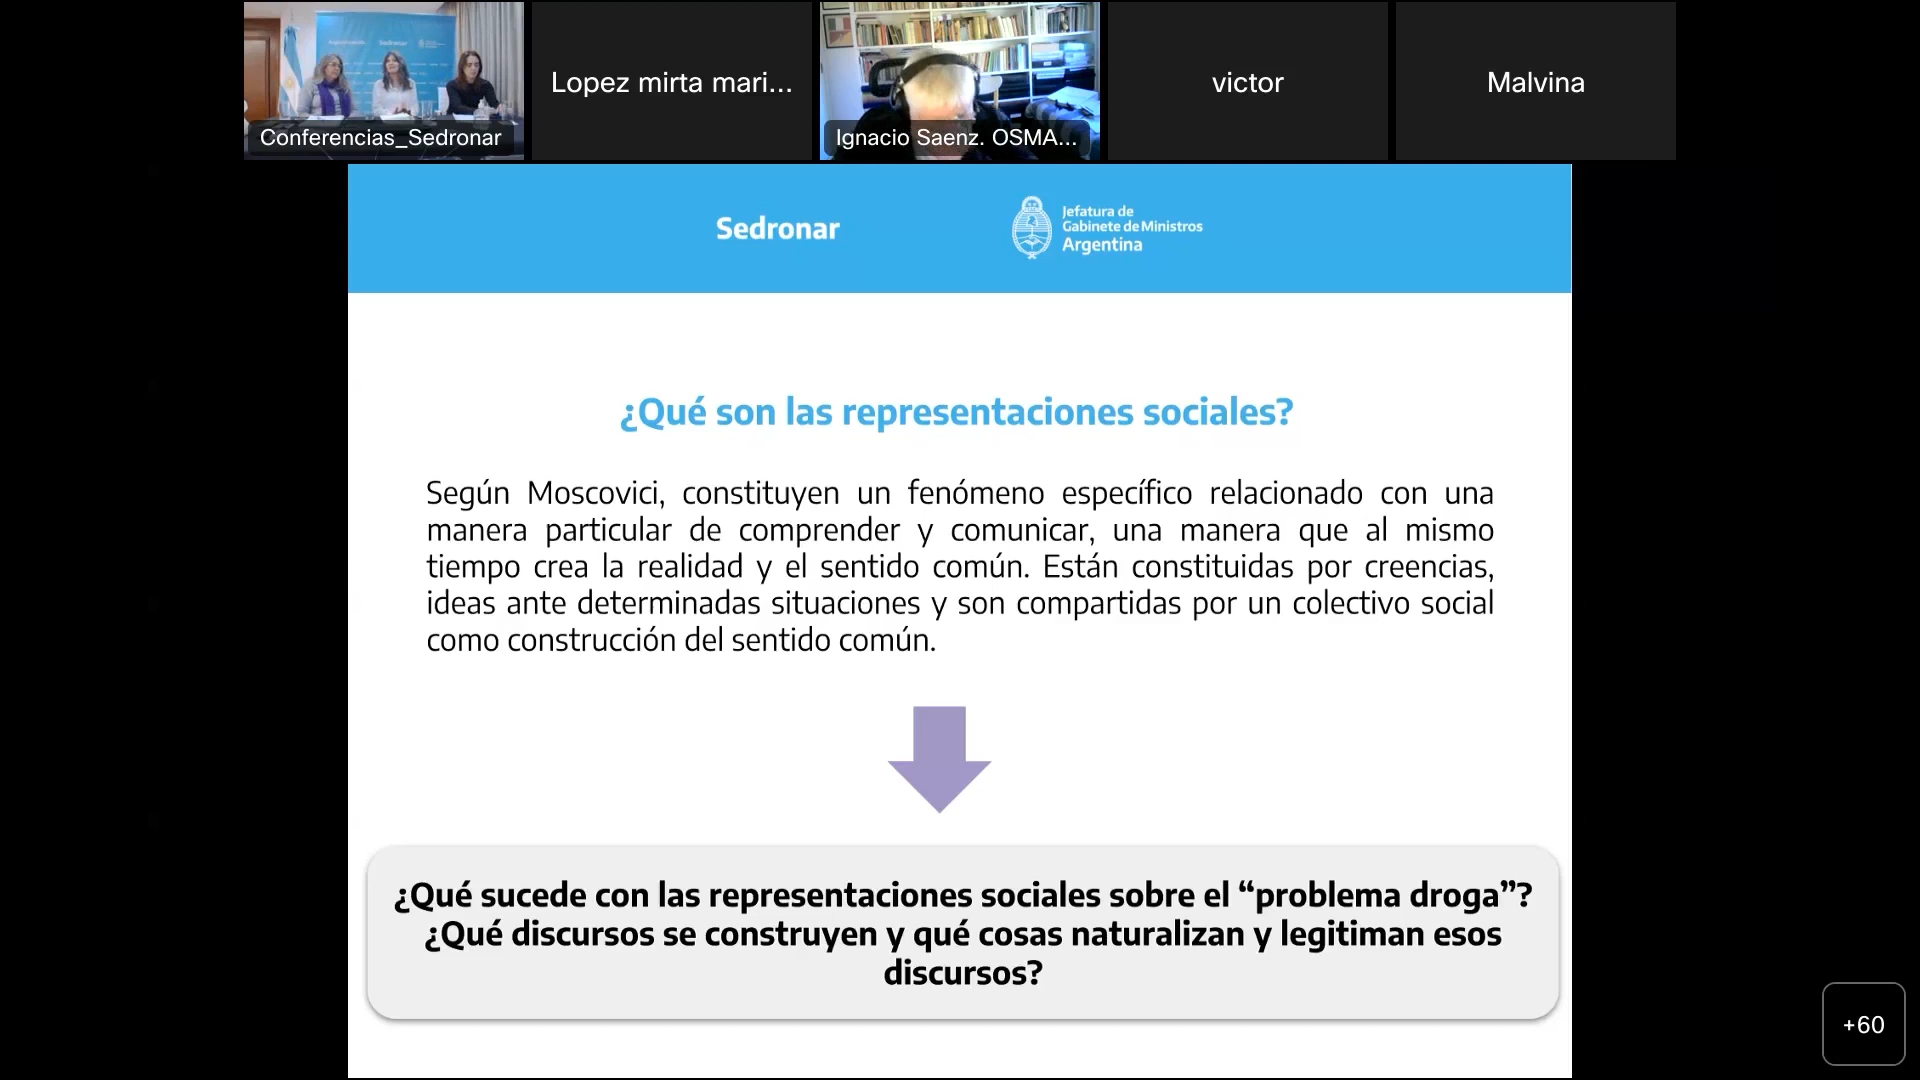 Sedronar
Conferencias_Sedronar
Lopez mirta mari...
Ignacio Saenz. OSMA...
victor
Malvina
Sedronar
Jefatura de
Gabinete de Ministros
Argentina
¿Qué son las representaciones sociales?
Según Moscovici, constituyen un fenómeno específico relacionado con una
manera particular de comprender y comunicar, una manera que al mismo
tiempo crea la realidad y el sentido común. Están constituidas por creencias,
ideas ante determinadas situaciones y son compartidas por un colectivo social
como construcción del sentido común.
¿Qué sucede con las representaciones sociales sobre el “problema droga”?
¿Qué discursos se construyen y qué cosas naturalizan y legitiman esos
discursos?
+60